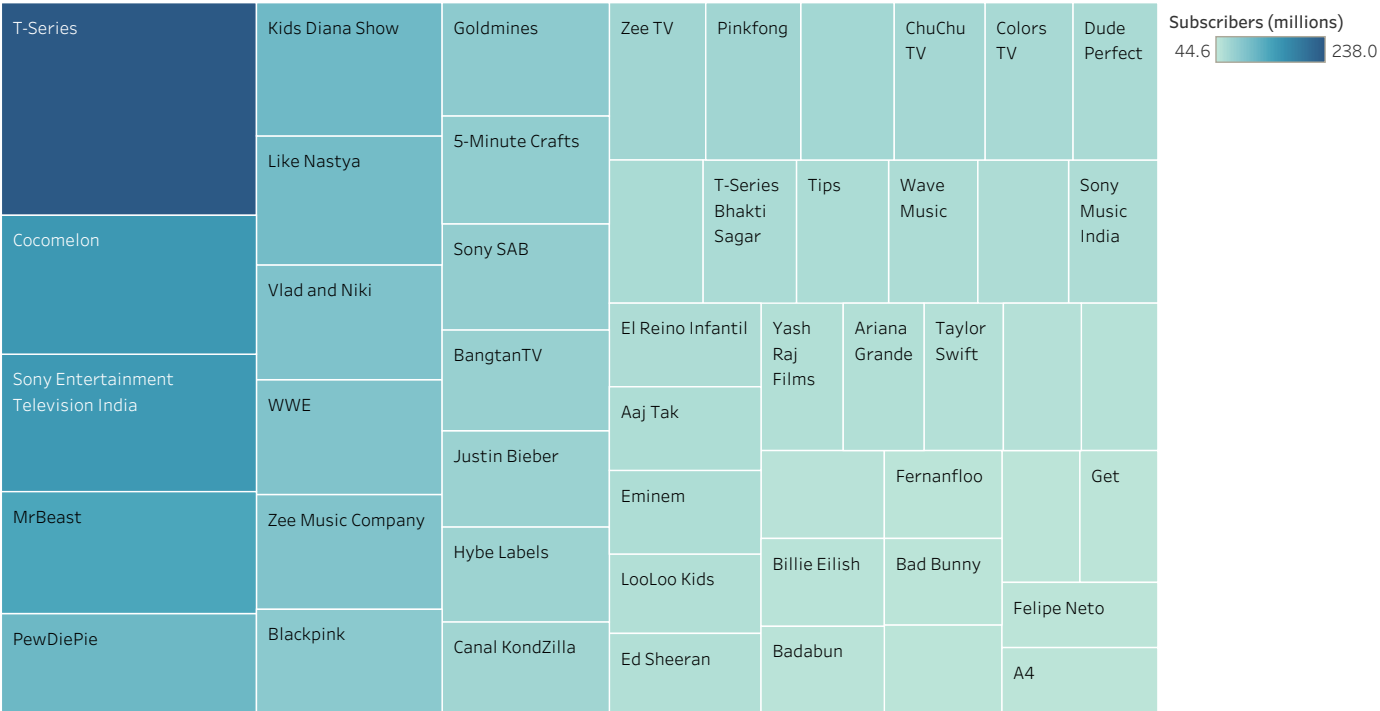 T-Series
Cocomelon
Sony Entertainment
Television India
MrBeast
PewDiePie
Kids Diana Show
Like Nastya
Vlad and Niki
WWE
Zee Music Company
Blackpink
Goldmines
5-Minute Crafts
Sony SAB
BangtanTV
Justin Bieber
Hybe Labels
Canal KondZilla
Zee TV
Pinkfong
ChuChu
TV
Colors
TV
Dude
Perfect
T-Series
Bhakti
Sagar
Tips
Wave
Music
Sony
Music
India
El Reino Infantil
Aaj Tak
Eminem
LooLoo Kids
Ed Sheeran
Yash
Raj
Films
Ariana
Grande
Taylor
Swift
Fernanfloo
Get
Billie Eilish
Bad Bunny
Badabun
Felipe Neto
A4
Subscribers (millions)
44.6
238.0